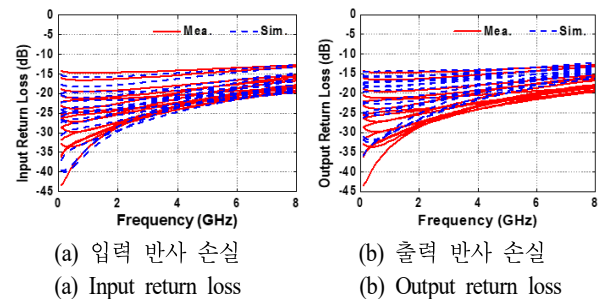 Mea. Sim.
Input Return Loss (dB)
0
-5
-10
-15
-20
-25
-30
-35
-40
-45
2 4 6 8
Frequency (GHz)
(a) 입력 반사 손실
(a) Input return loss
Mea. Sim.
Output Return Loss (dB)
0
-5
-10
-15
-20
-25
-30
-35
-40
-45
0 2 4 6 8
Frequency (GHz)
(b) 출력 반사 손실
(b) Output return loss